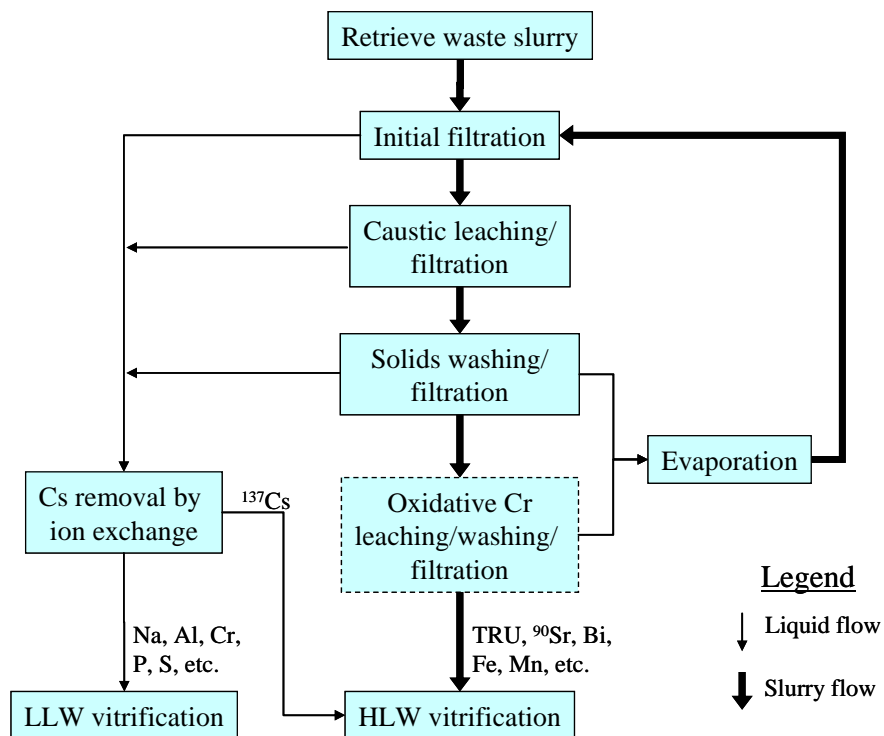 Retrieve waste slurry
Initial filtration
Caustic leaching/
filtration
Solids washing/
filtration
Evaporation
Cs removal by
ion exchange
¹³⁷Cs
Oxidative Cr
leaching/washing/
filtration
Legend
Liquid flow
Slurry flow
Na, Al, Cr,
P, S, etc.
TRU, ⁹⁰Sr, Bi,
Fe, Mn, etc.
LLW vitrification
HLW vitrification